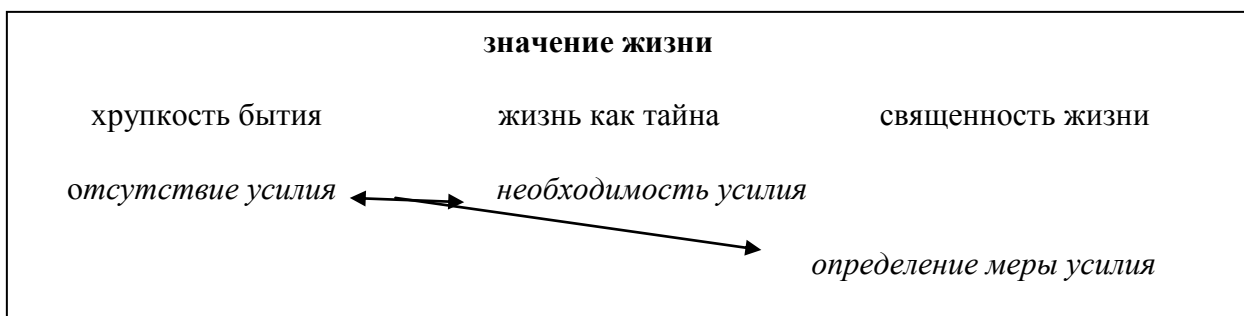 значение жизни
хрупкость бытия жизнь как тайна священность жизни
отсутствие усилия необходимость усилия
определение меры усилия